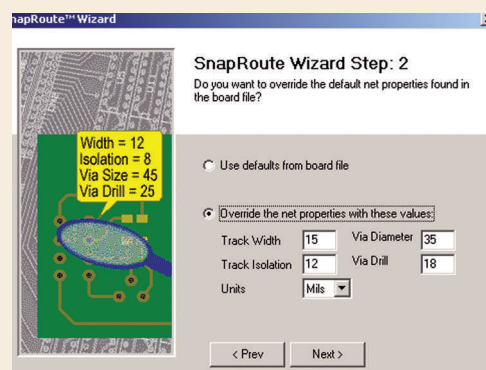 SnapRoute™ Wizard
SnapRoute Wizard Step: 2
Do you want to override the default net properties found in
the board file?
Width = 12
Isolation = 8
Via Size = 45
Via Drill = 25
Use defaults from board file
Override the net properties with these values:
Track Width 15 Via Diameter 35
Track Isolation 12 Via Drill 18
Units Mils
< Prev Next >